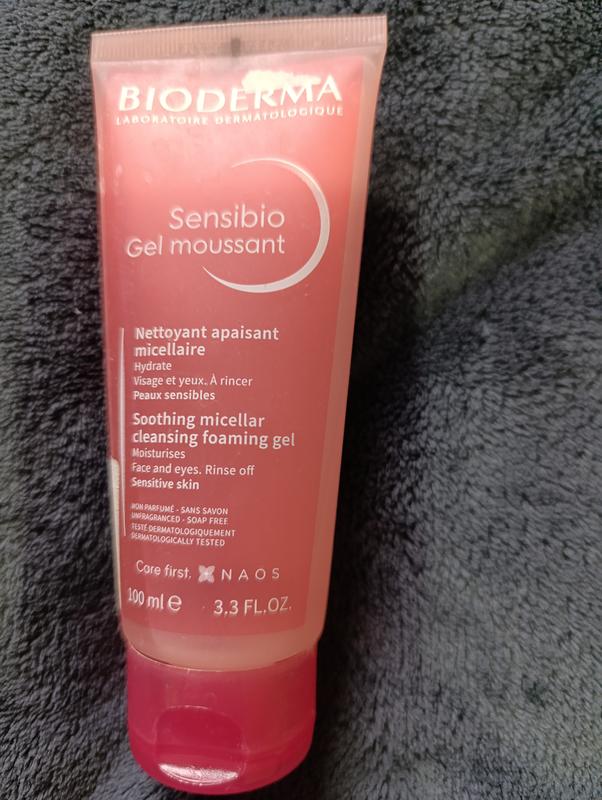 BIODERMA
LABORATOIRE DERMATOLOGIQUE
Sensibio
Gel moussant
Nettoyant apaisant
micellaire
Hydrate
Visage et yeux. À rincer
Peaux sensibles
Soothing micellar
cleansing foaming gel
Moisturises
Face and eyes. Rinse off
Sensitive skin
NON PARFUMÉ - SANS SAVON
UNFRAGRANCED - SOAP FREE
TESTÉ DERMATOLOGIQUEMENT
DERMATOLOGICALLY TESTED
Care first. NAOS
100 ml e 3.3 FL.OZ.